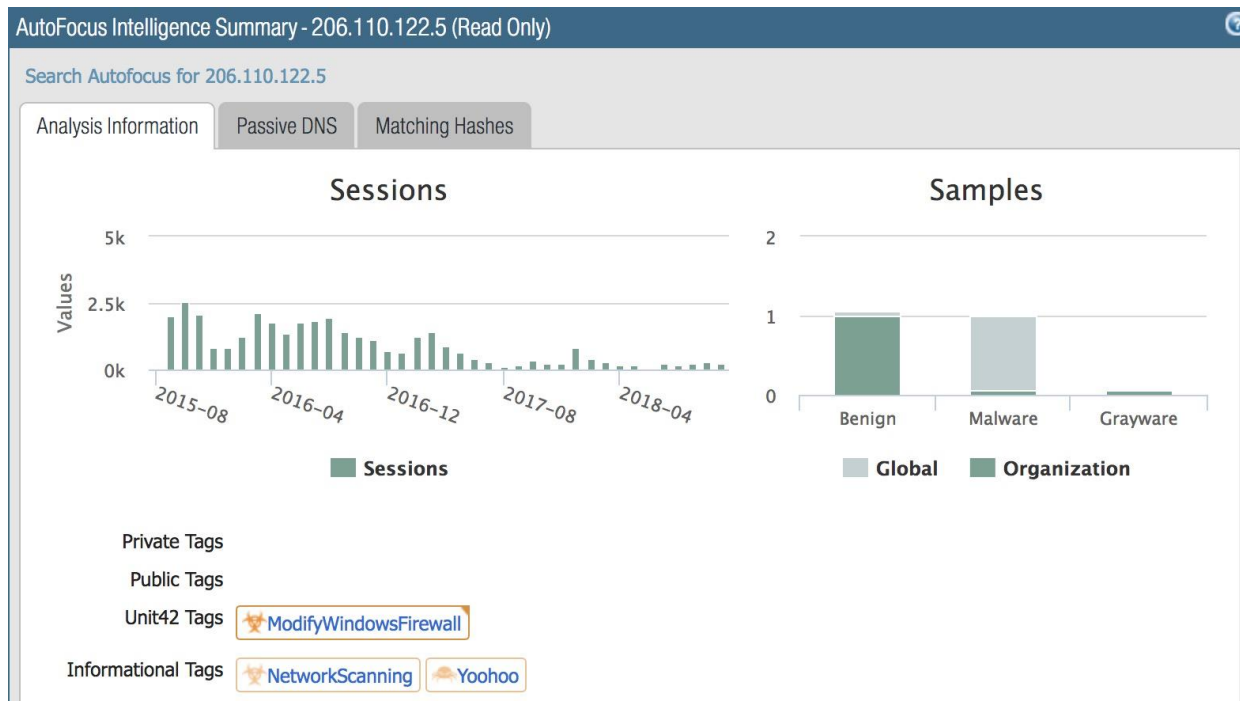 AutoFocus Intelligence Summary - 206.110.122.5 (Read Only)
Search Autofocus for 206.110.122.5
Analysis Information
Passive DNS
Matching Hashes
Sessions
5k
2.5k
0k
Values
2015-08
2016-04
2016-12
2017-08
2018-04
Sessions
Samples
2
1
0
Benign
Malware
Grayware
Global
Organization
Private Tags
Public Tags
Unit42 Tags ModifyWindowsFirewall
Informational Tags NetworkScanning Yoohoo